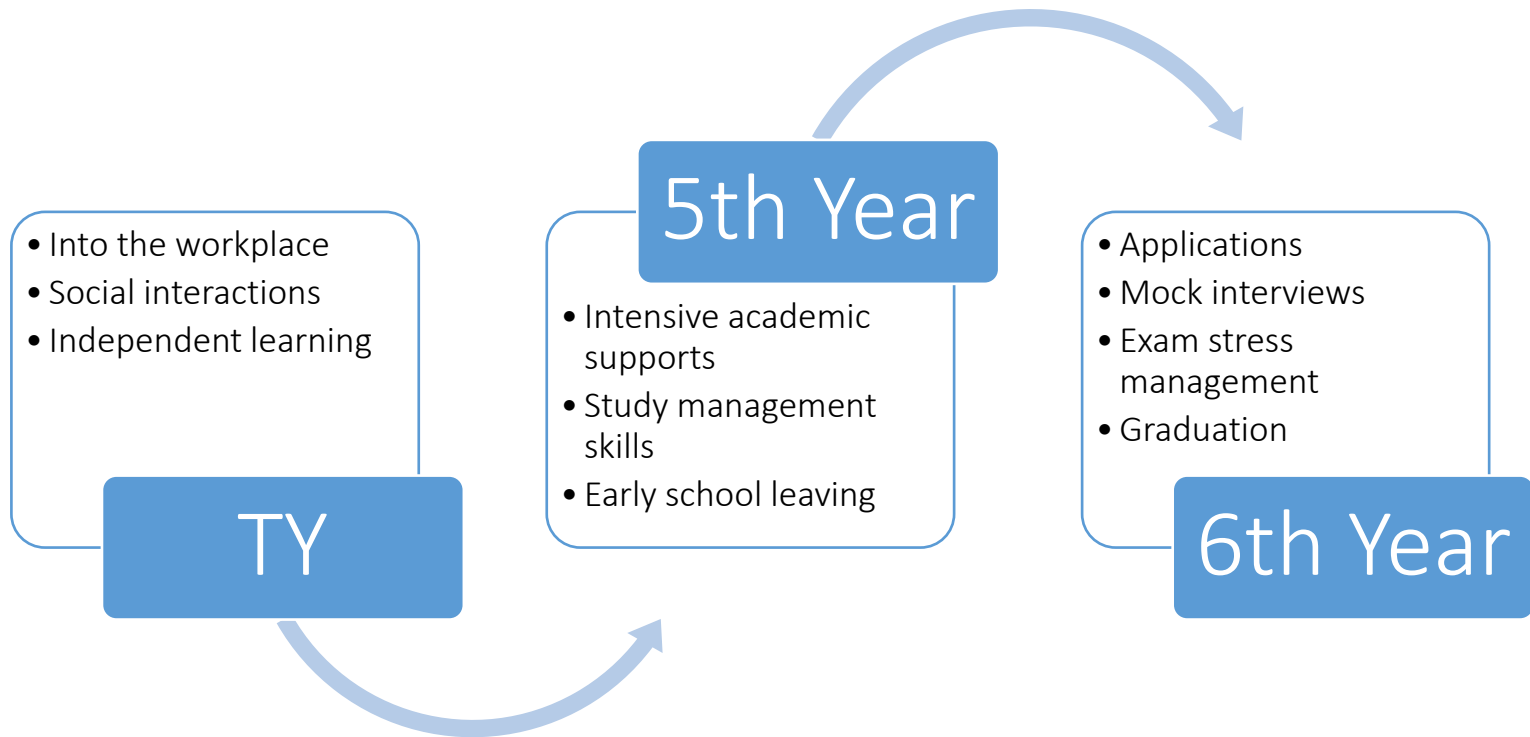 • Into the workplace
• Social interactions
• Independent learning
TY
5th Year
• Intensive academic
supports
• Study management
skills
• Early school leaving
• Applications
• Mock interviews
• Exam stress
management
• Graduation
6th Year